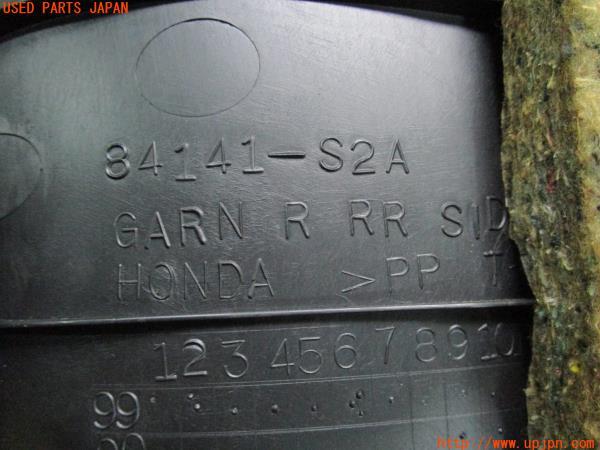 USED PARTS JAPAN
84141-S2A
GARN R RR SID
HONDA >PP T
1 2 3 4 5 6 7 8 9 10
99
http://www.upjpn.com/